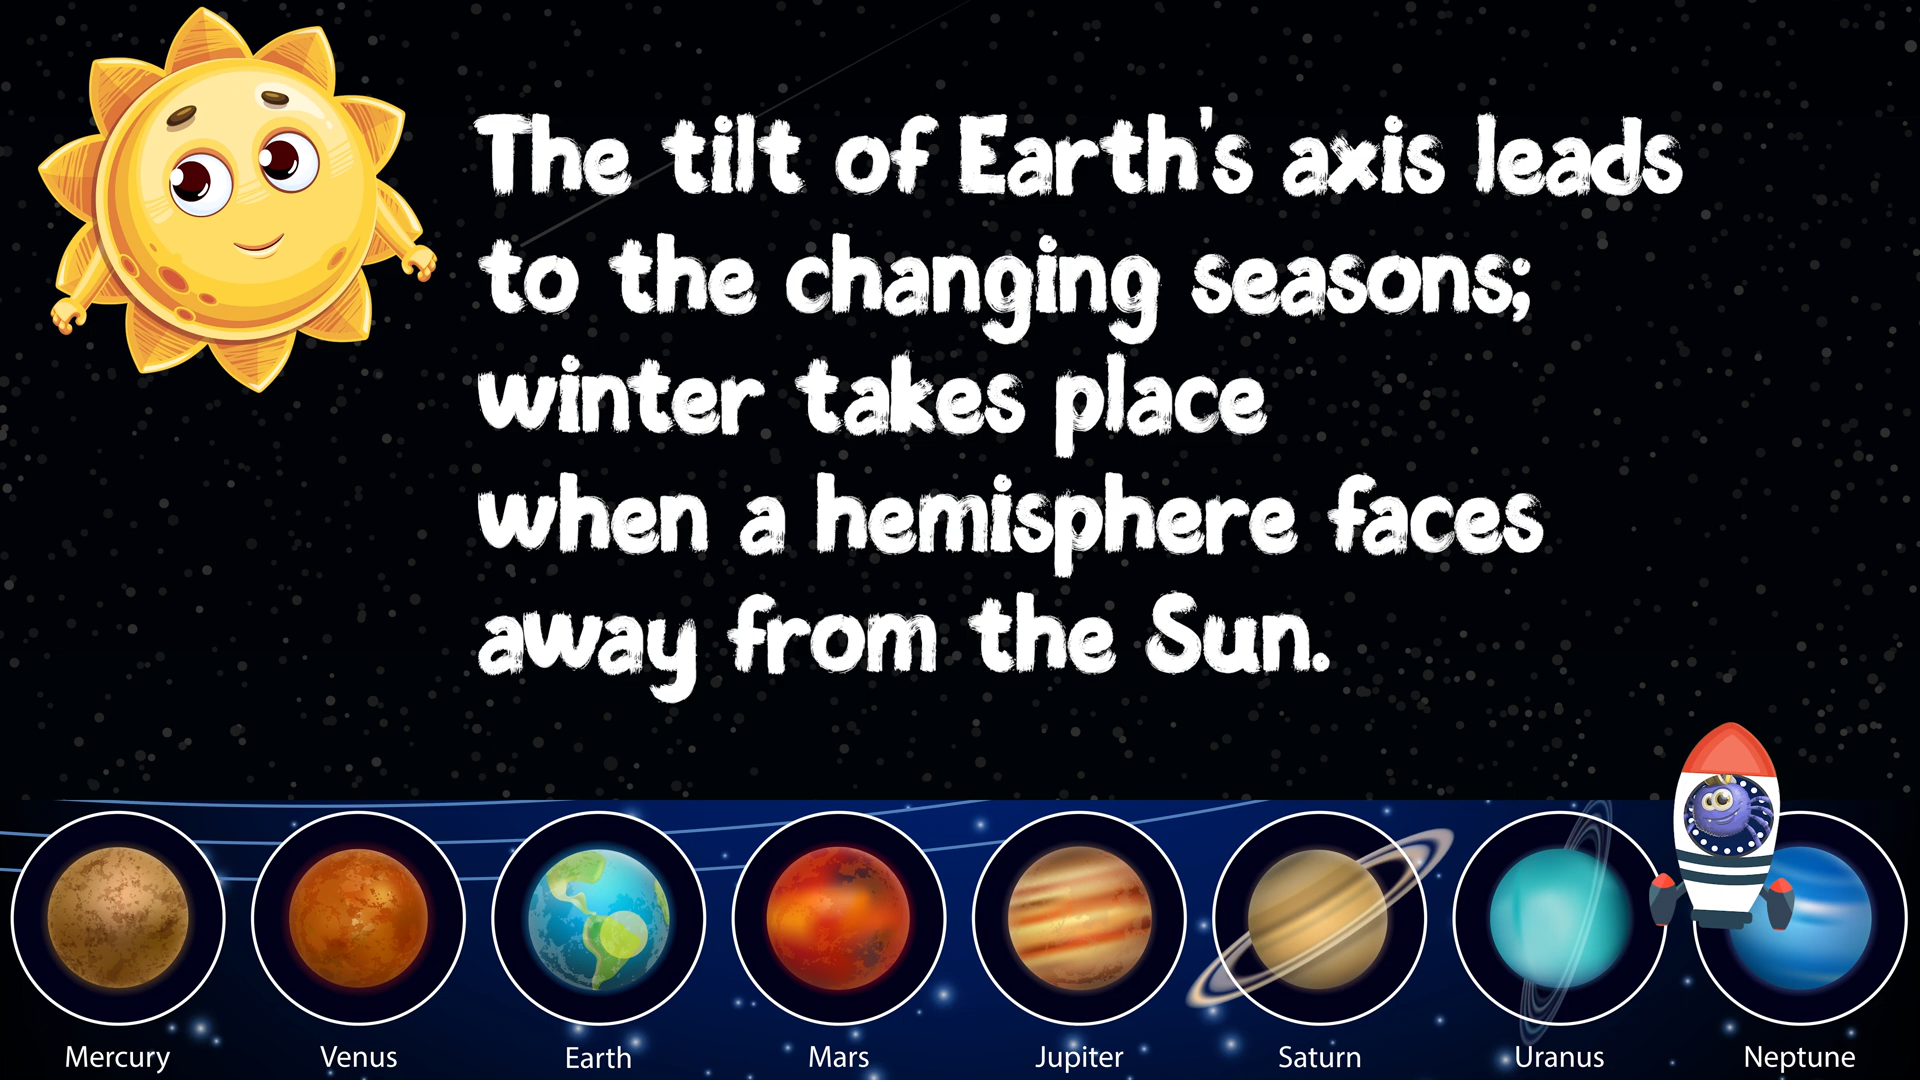 The tilt of Earth's axis leads
to the changing seasons;
winter takes place
when a hemisphere faces
away from the Sun.
Mercury Venus Earth Mars Jupiter Saturn Uranus Neptune